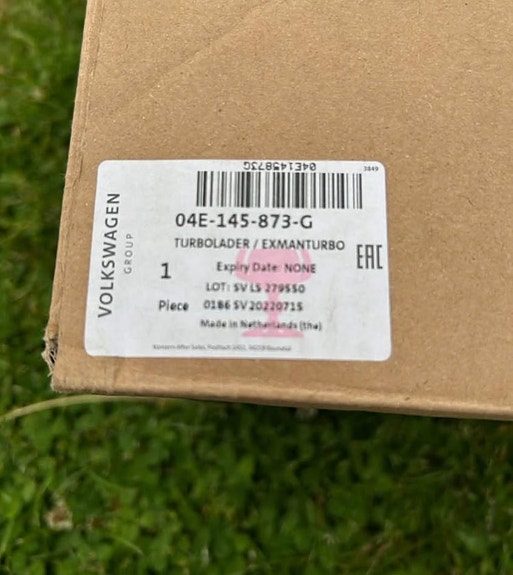 04E145873G
3849
04E-145-873-G
TURBOLADER / EXMANTURBO
EAC
VOLKSWAGEN
GROUP
1
Piece
Expiry Date: NONE
LOT: SV LS 279550
0186 SV 20220715
Made in Netherlands (the)